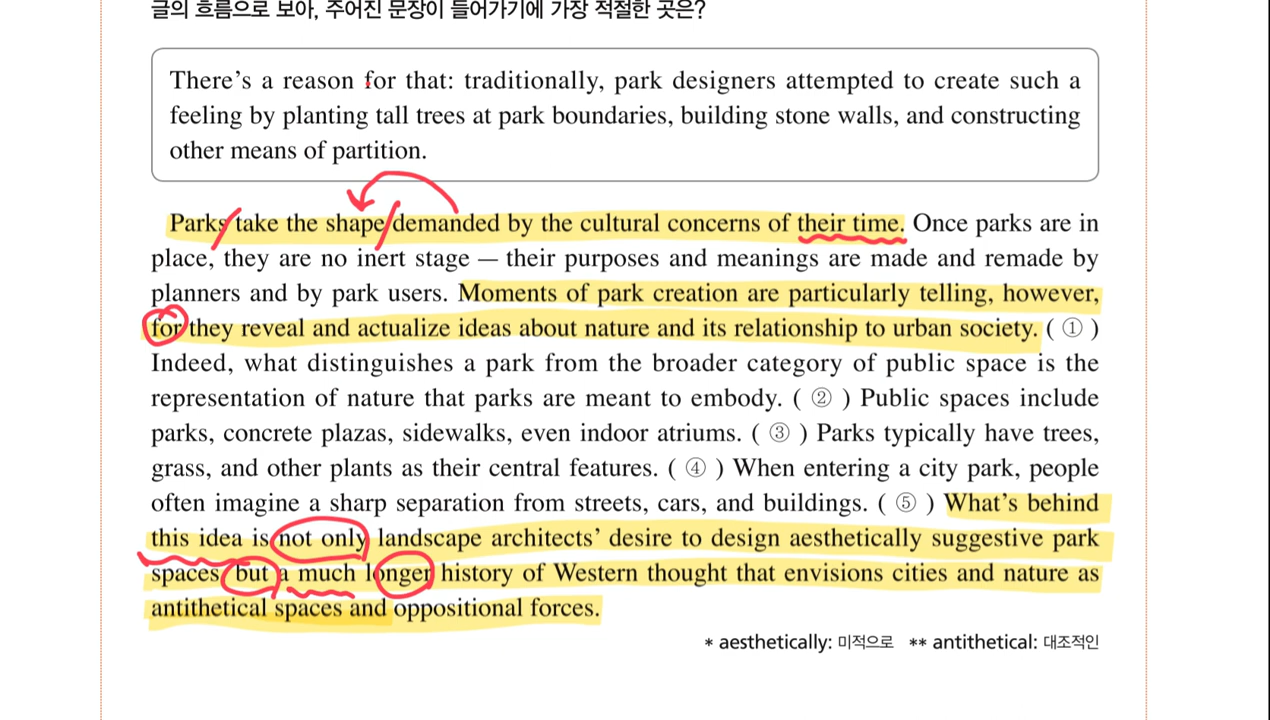 글의 흐름으로 보아, 주어진 문장이 들어가기에 가장 적절한 곳은?
There’s a reason for that: traditionally, park designers attempted to create such a
feeling by planting tall trees at park boundaries, building stone walls, and constructing
other means of partition.
Parks take the shape demanded by the cultural concerns of their time. Once parks are in
place, they are no inert stage — their purposes and meanings are made and remade by
planners and by park users. Moments of park creation are particularly telling, however,
for they reveal and actualize ideas about nature and its relationship to urban society. ( ① )
Indeed, what distinguishes a park from the broader category of public space is the
representation of nature that parks are meant to embody. ( ② ) Public spaces include
parks, concrete plazas, sidewalks, even indoor atriums. ( ③ ) Parks typically have trees,
grass, and other plants as their central features. ( ④ ) When entering a city park, people
often imagine a sharp separation from streets, cars, and buildings. ( ⑤ ) What’s behind
this idea is not only landscape architects’ desire to design aesthetically suggestive park
spaces but a much longer history of Western thought that envisions cities and nature as
antithetical spaces and oppositional forces.
* aesthetically: 미적으로 ** antithetical: 대조적인